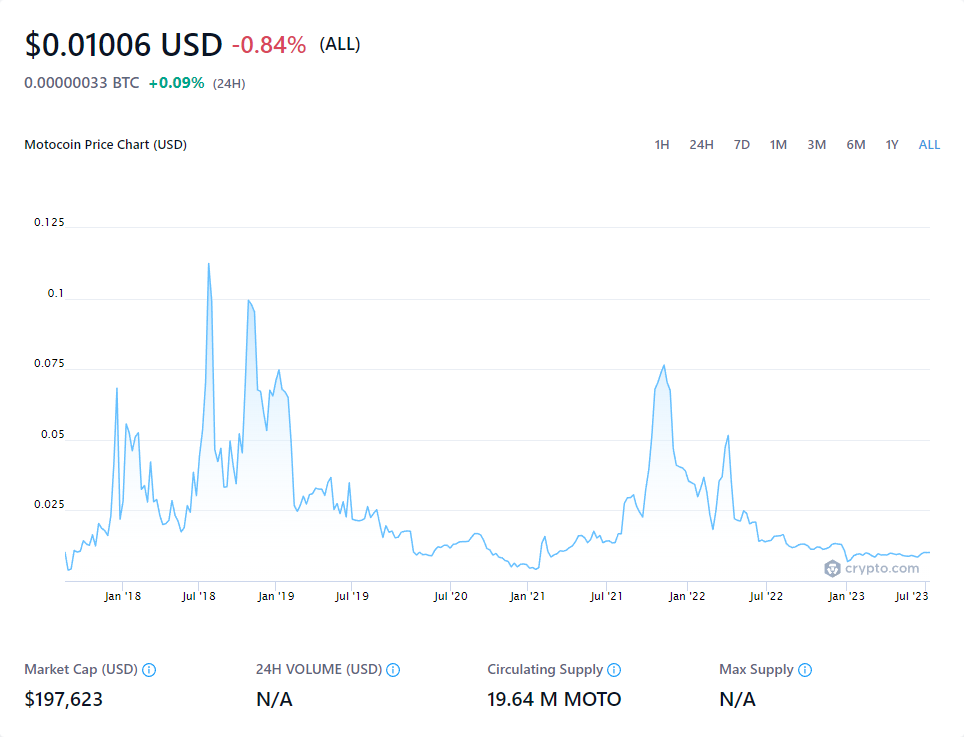 $0.01006 USD -0.84% (ALL)
0.00000033 BTC +0.09% (24H)
Motocoin Price Chart (USD) 1H 24H 7D 1M 3M 6M 1Y ALL
0.125
0.1
0.075
0.05
0.025
crypto.com
Jan '18 Jul '18 Jan '19 Jul '19 Jul '20 Jan '21 Jul '21 Jan '22 Jul '22 Jan '23 Jul '23
Market Cap (USD) 24H VOLUME (USD) Circulating Supply Max Supply
$197,623 N/A 19.64 M MOTO N/A